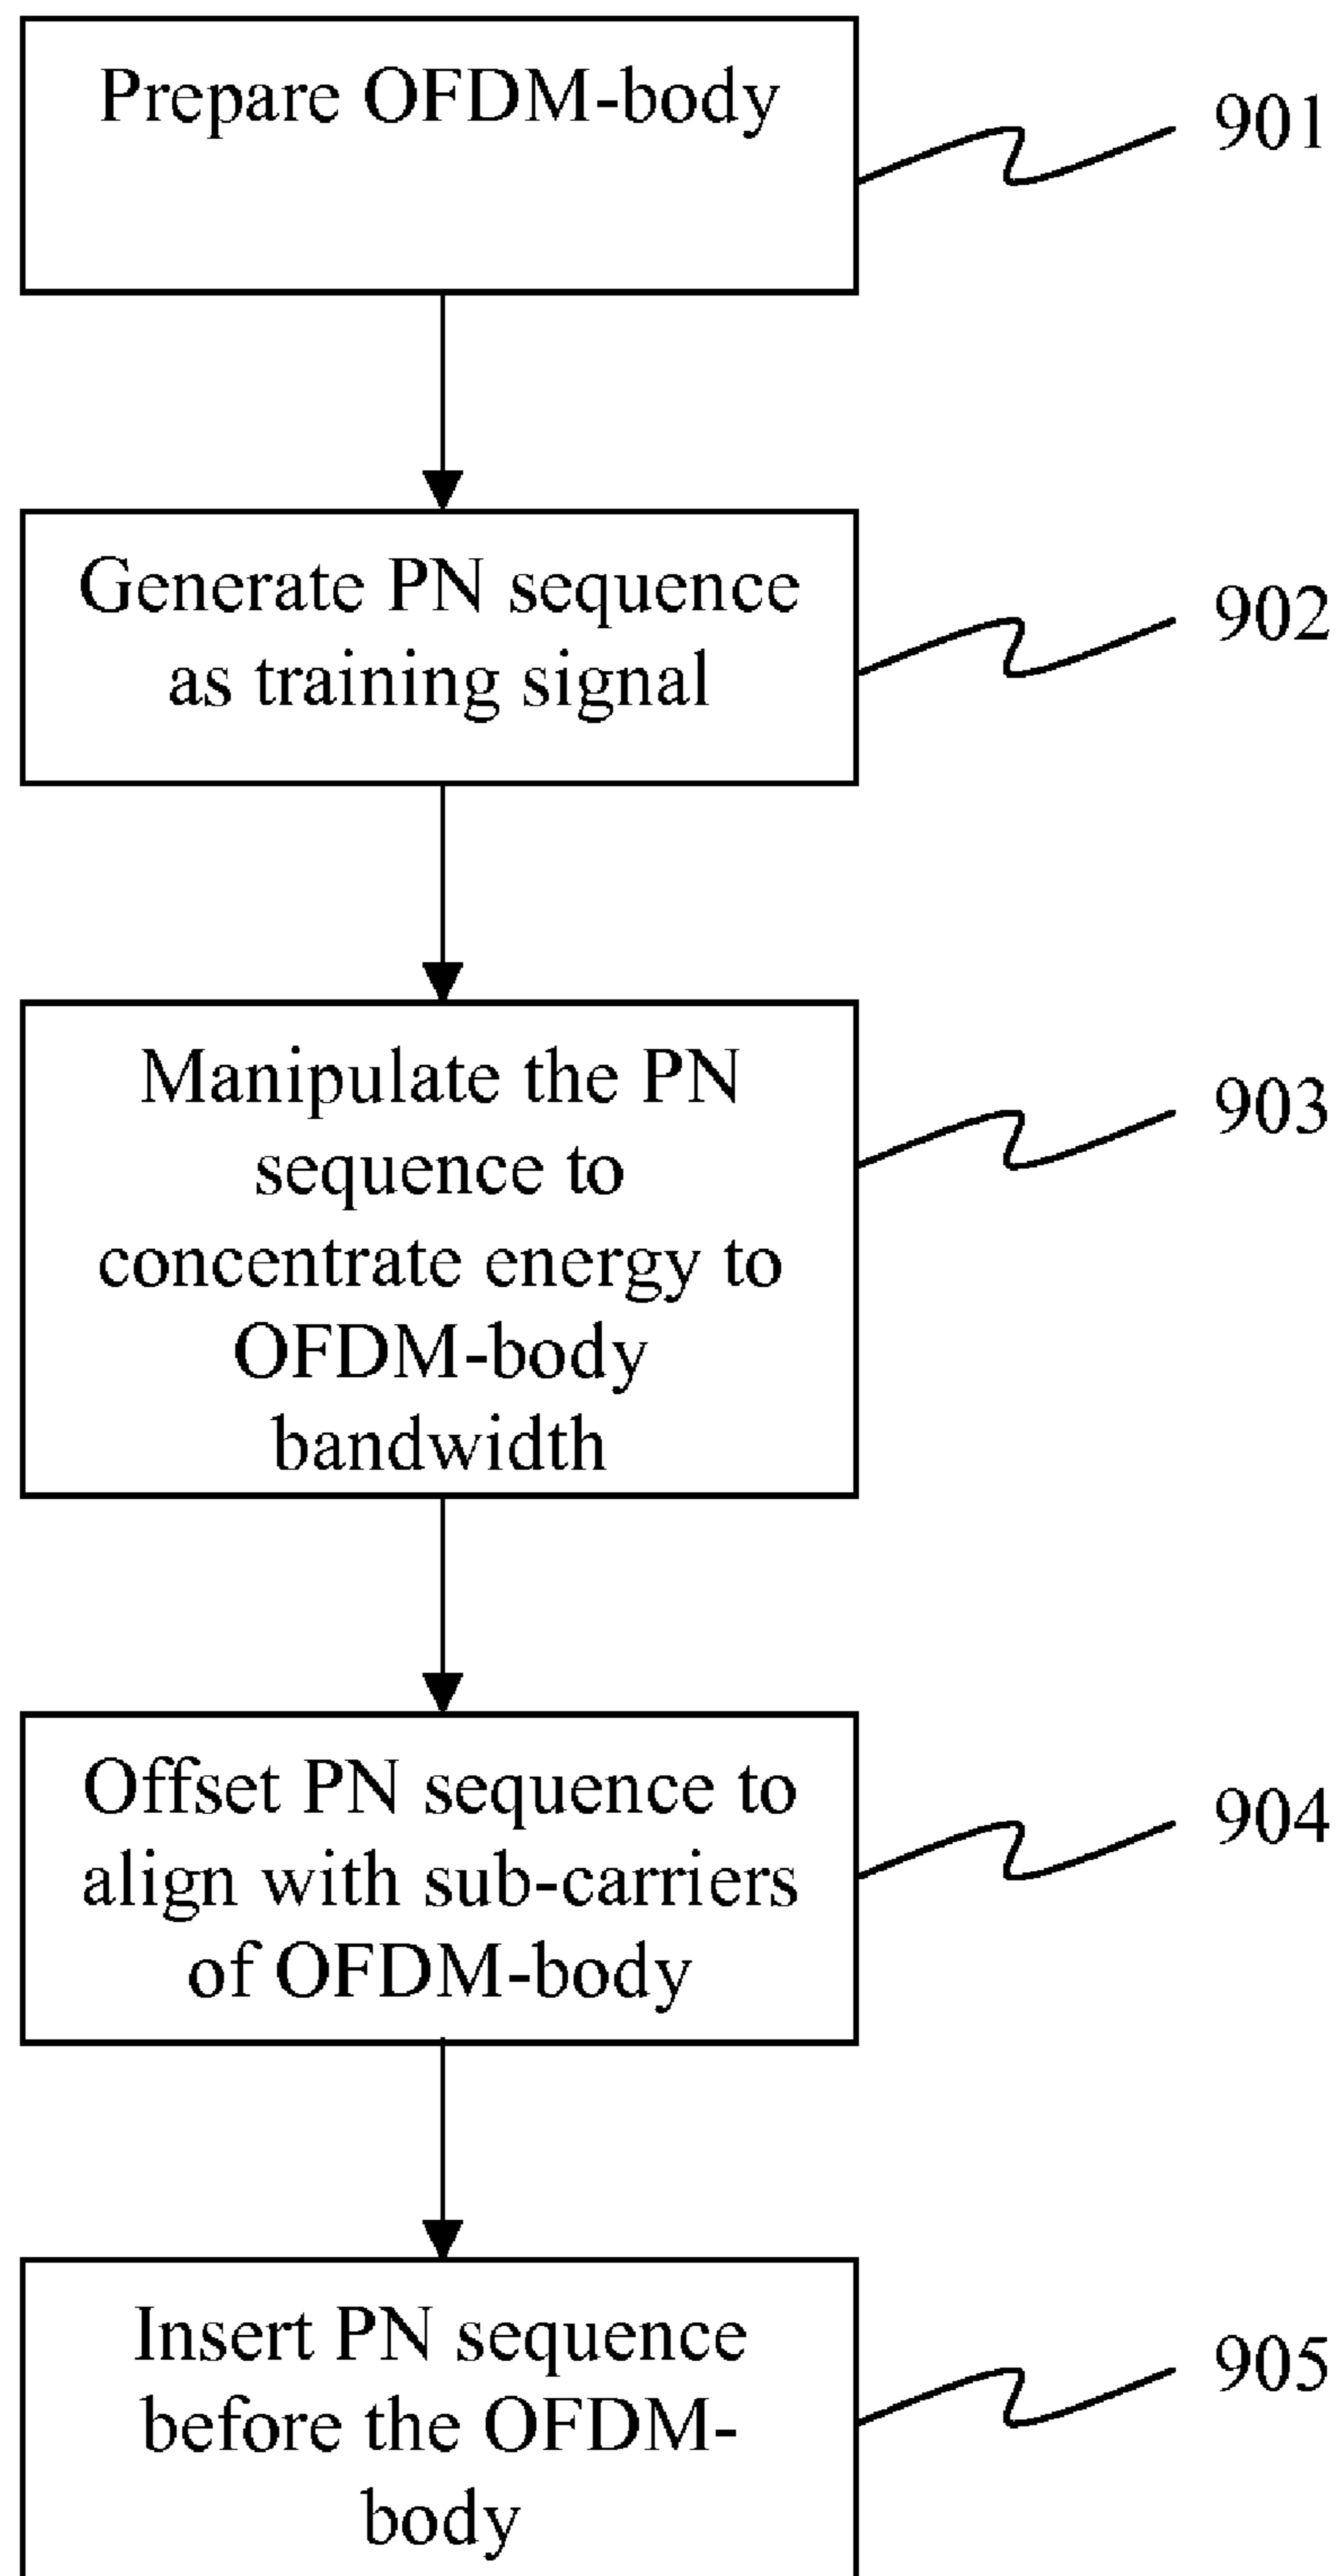 Prepare OFDM-body
901
Generate PN sequence
as training signal
902
Manipulate the PN
sequence to
concentrate energy to
OFDM-body
bandwidth
903
Offset PN sequence to
align with sub-carriers
of OFDM-body
904
Insert PN sequence
before the OFDM-
body
905